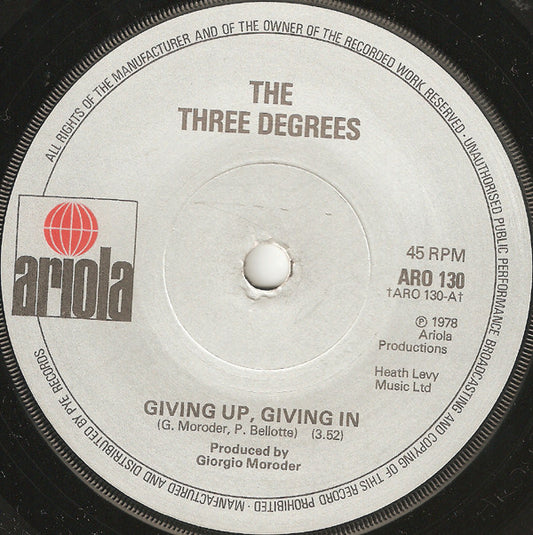 ALL RIGHTS OF THE MANUFACTURER AND OF THE OWNER OF THE RECORDED WORK RESERVED - UNAUTHORISED PUBLIC PERFORMANCE BROADCASTING AND COPYING OF THIS RECORD PROHIBITED - MANUFACTURED AND DISTRIBUTED BY PYE RECORDS
THE
THREE DEGREES
ariola
45 RPM
ARO 130
†ARO 130-A†
℗ 1978
Ariola
Productions
Heath Levy
Music Ltd
GIVING UP, GIVING IN
(G. Moroder, P. Bellotte) (3.52)
Produced by
Giorgio Moroder